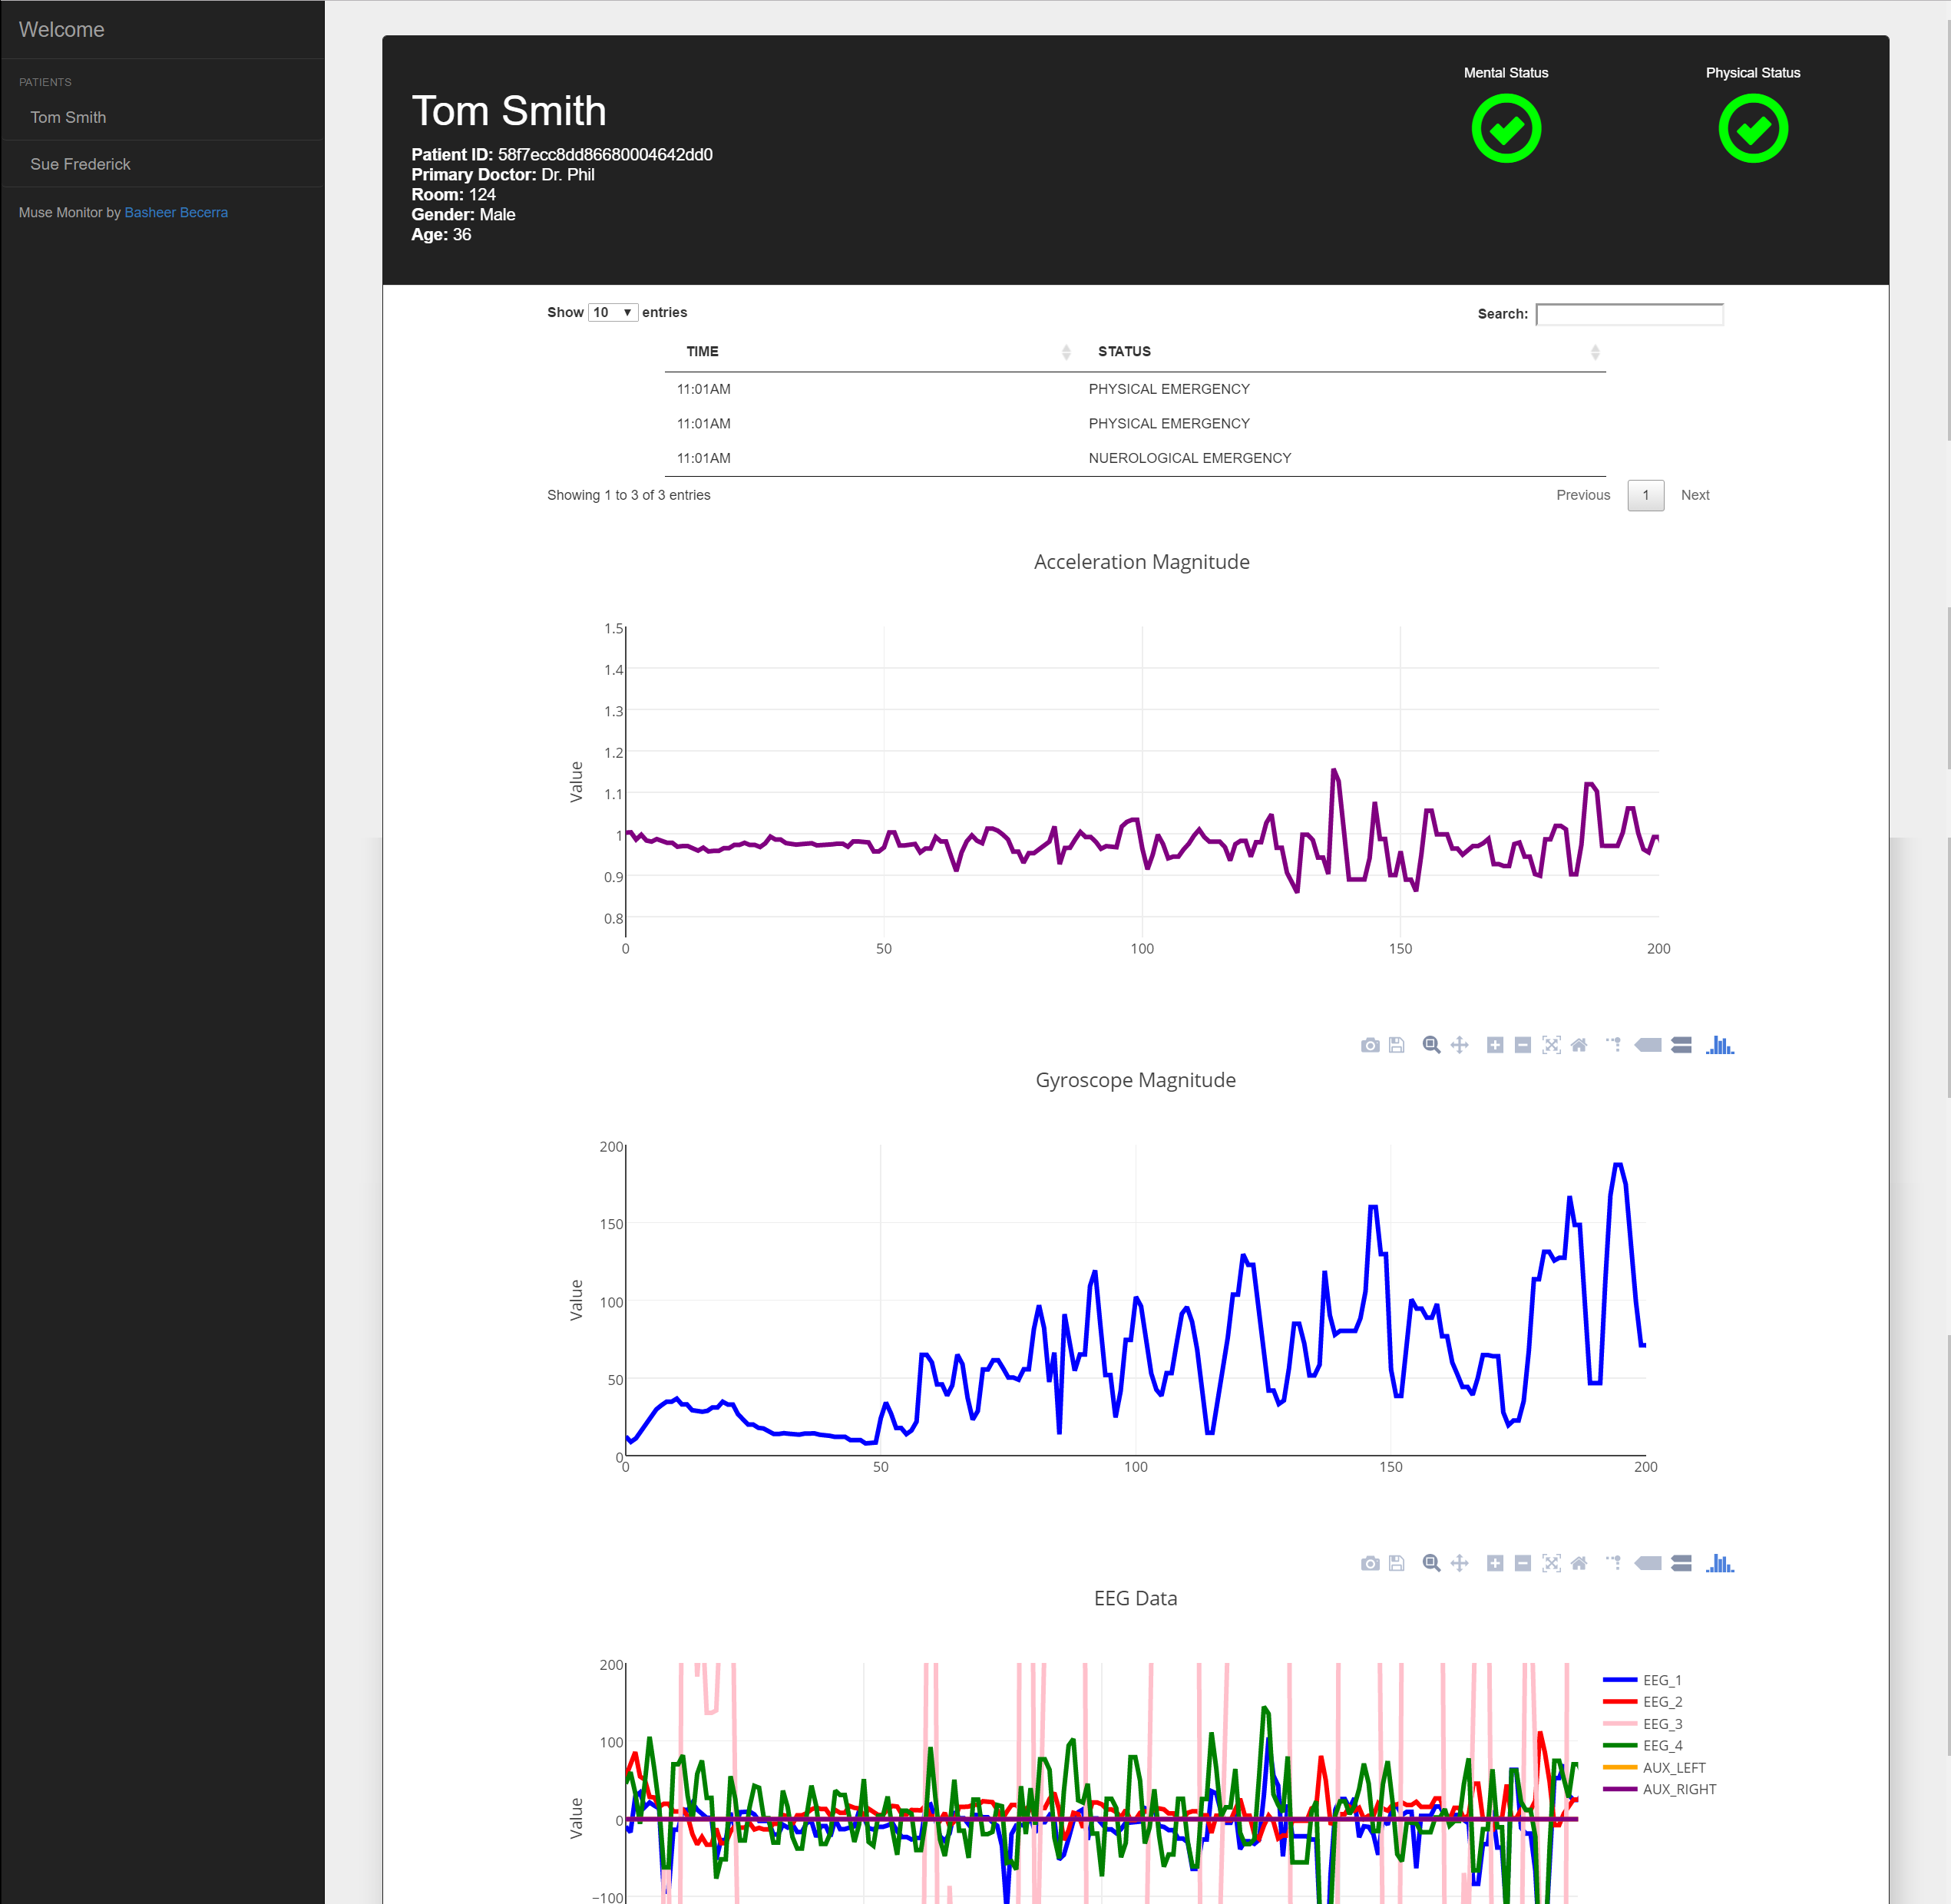 Welcome
PATIENTS
Tom Smith
Sue Frederick
Muse Monitor by Basheer Becerra
Tom Smith
Patient ID: 58f7ecc8dd86680004642dd0
Primary Doctor: Dr. Phil
Room: 124
Gender: Male
Age: 36
Mental Status
Physical Status
Show 10 entries
Search:
TIME STATUS
11:01AM PHYSICAL EMERGENCY
11:01AM PHYSICAL EMERGENCY
11:01AM NUEROLOGICAL EMERGENCY
Showing 1 to 3 of 3 entries
Previous 1 Next
Acceleration Magnitude
Value
1.5
1.4
1.3
1.2
1.1
1
0.9
0.8
0 50 100 150 200
Gyroscope Magnitude
Value
200
150
100
50
0
0 50 100 150 200
EEG Data
Value
200
100
0
−100
EEG_1
EEG_2
EEG_3
EEG_4
AUX_LEFT
AUX_RIGHT